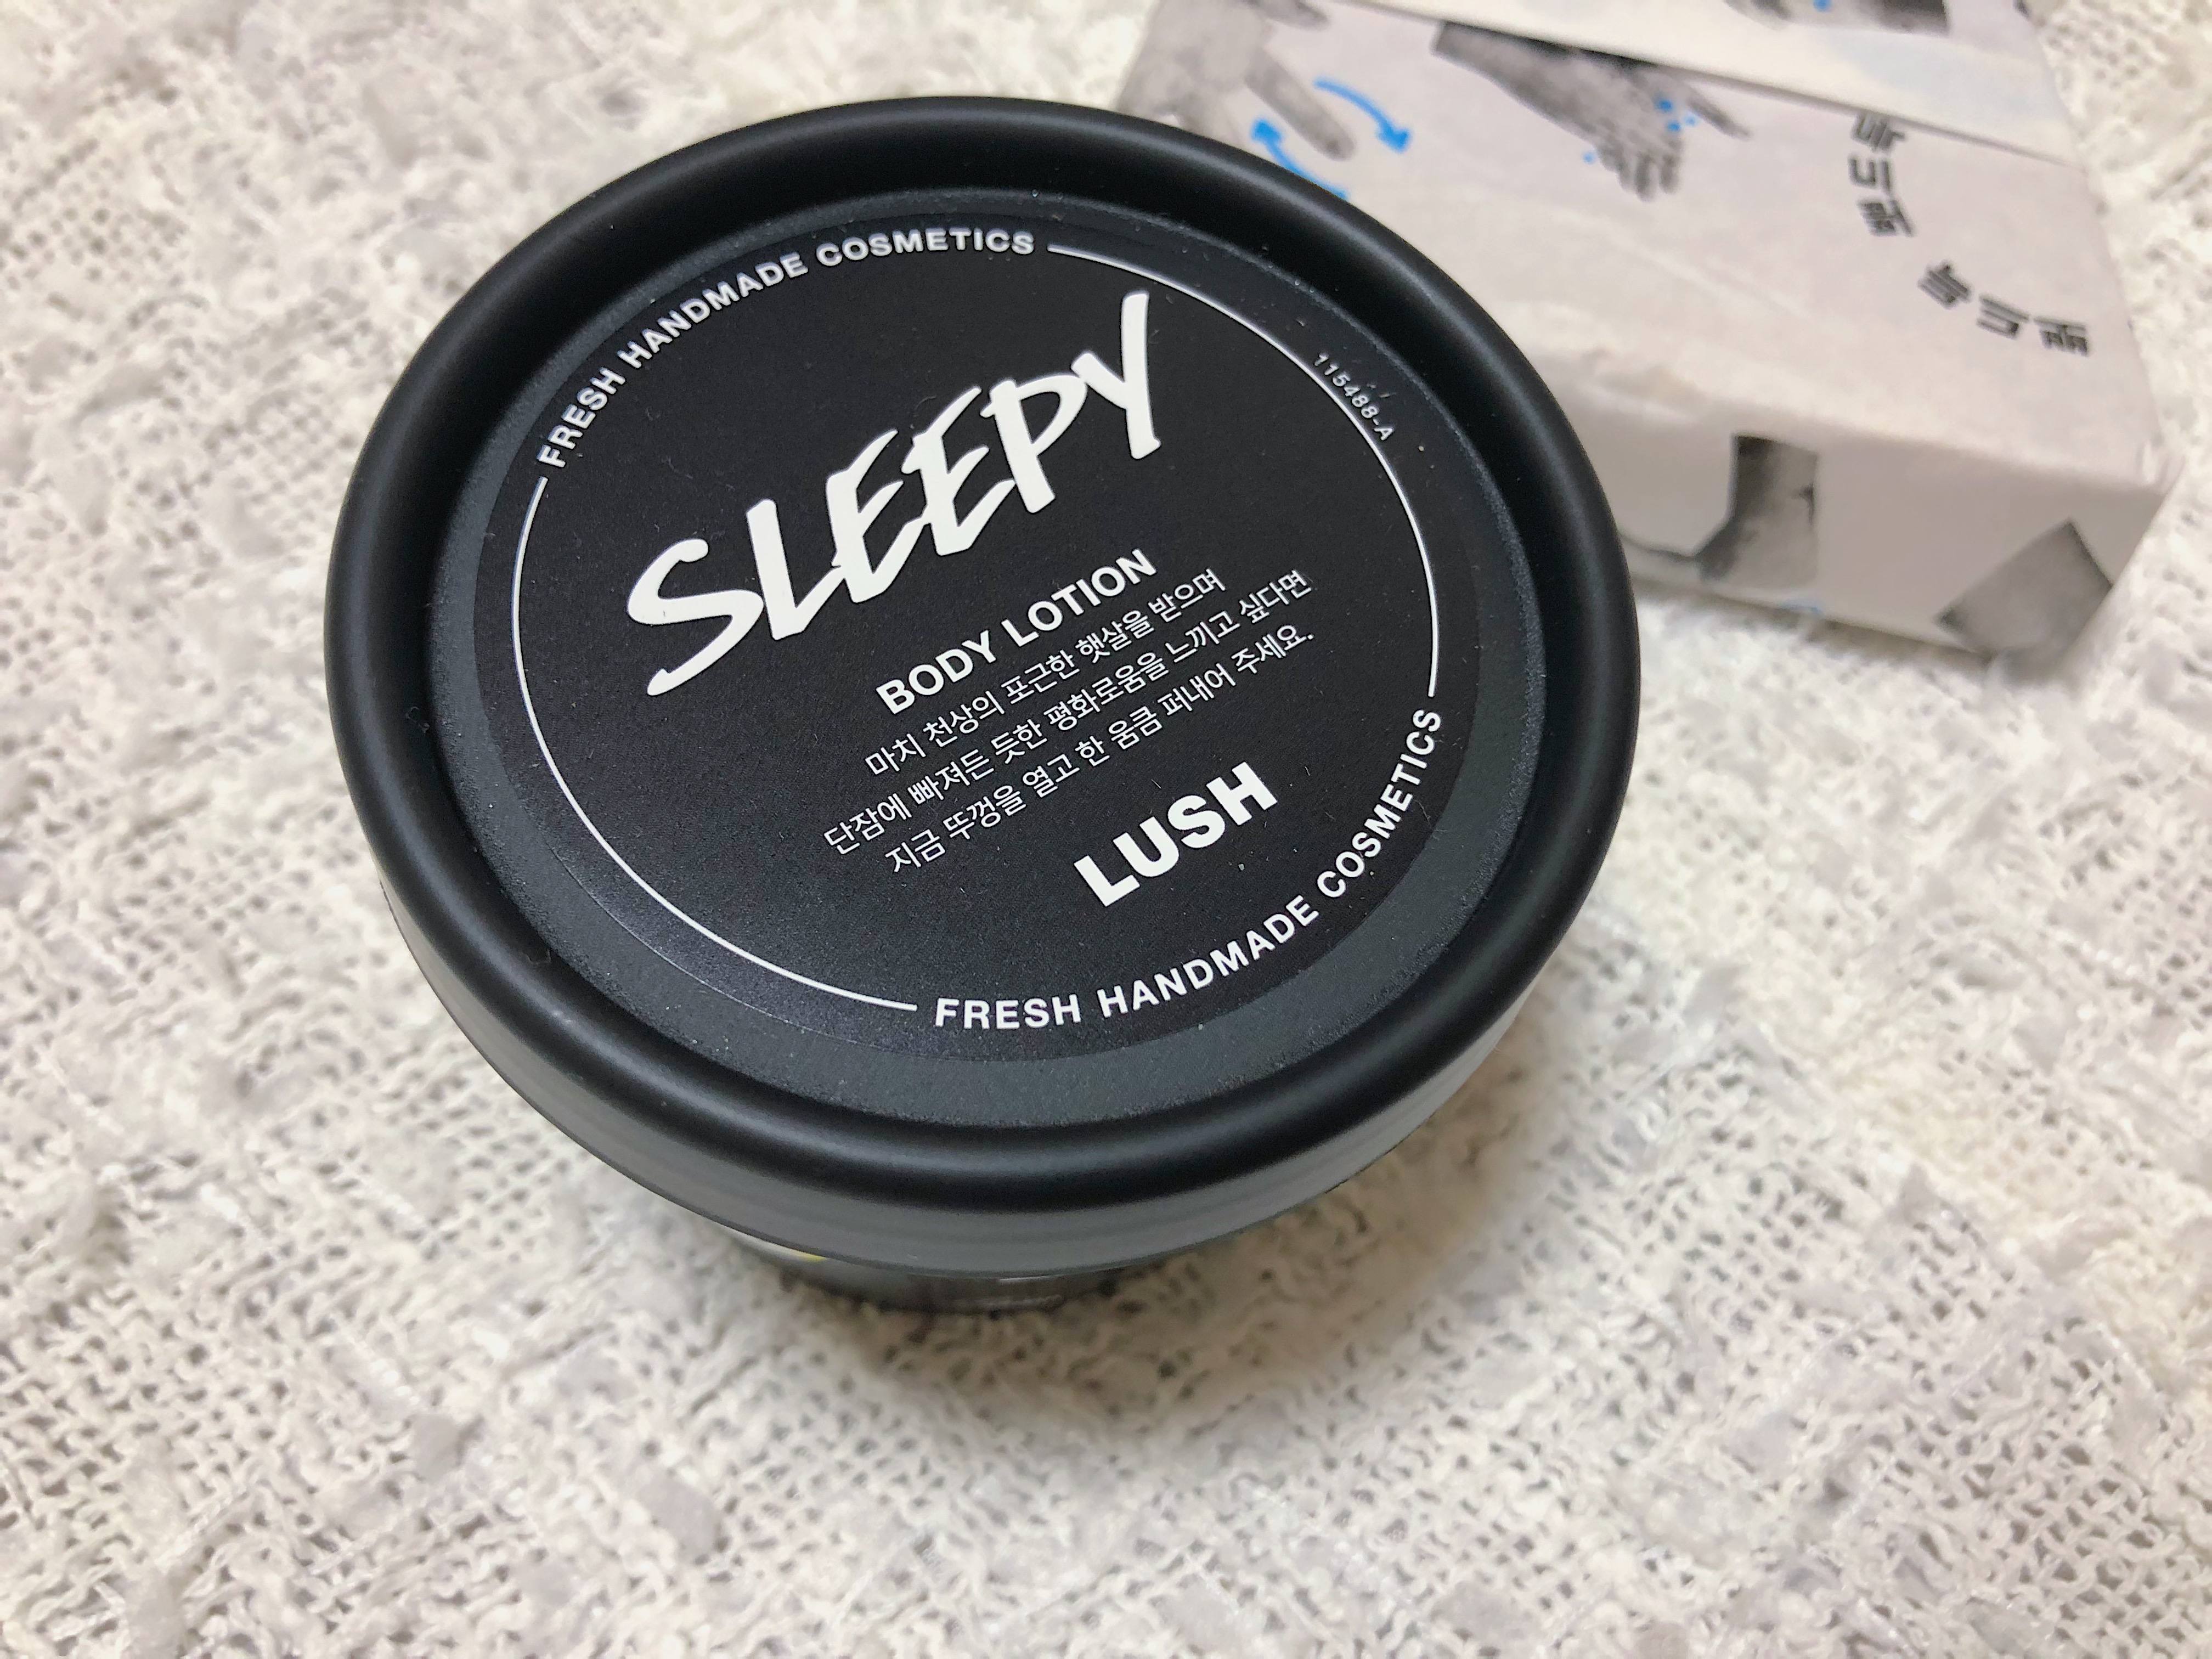 FRESH HANDMADE COSMETICS
115488-A
SLEEPY
BODY LOTION
마치 천상의 포근한 햇살을 받으며
단잠에 빠져든 듯한 평화로움을 느끼고 싶다면
지금 뚜껑을 열고 한 움큼 퍼내어 주세요.
LUSH
FRESH HANDMADE COSMETICS